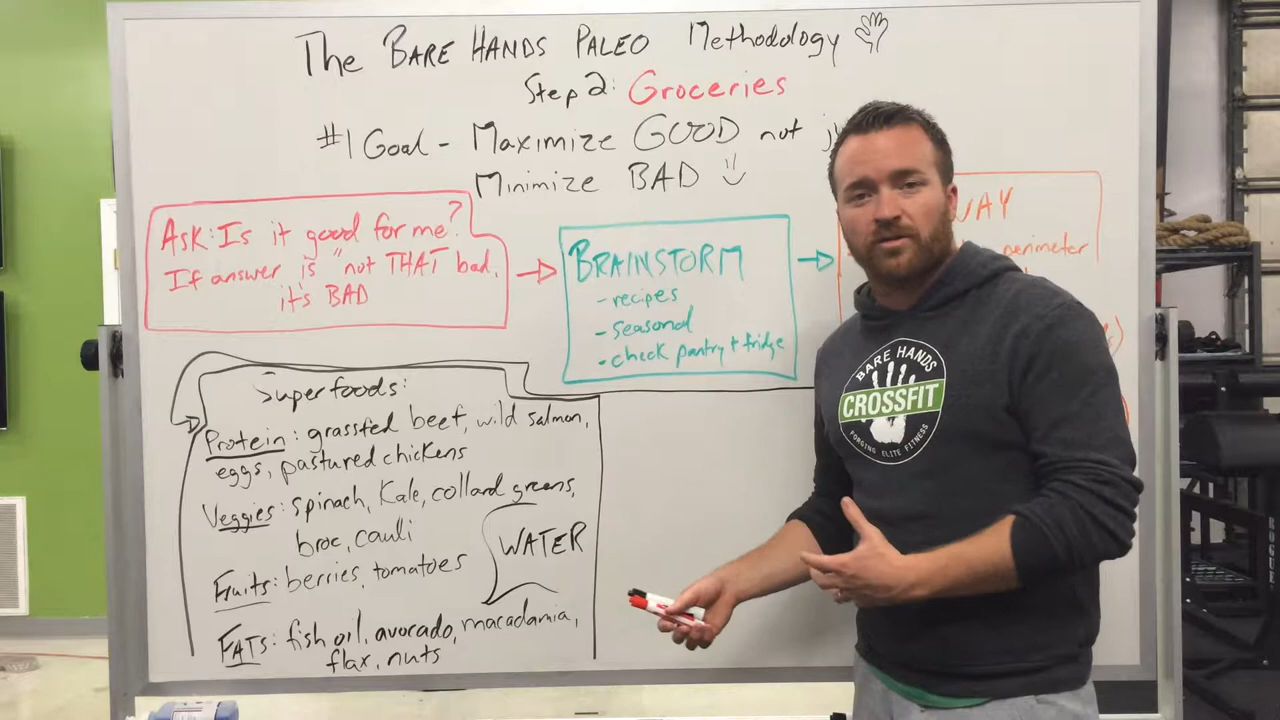 The BARE HANDS PALEO Methodology
Step 2: Groceries
#1 Goal - Maximize GOOD not
Minimize BAD
Ask: Is it good for me?
If answer is "not THAT bad,
it's BAD
BRAINSTORM
- recipes
- seasonal
- check pantry + fridge
perimeter
Superfoods:
Protein: grassfed beef, wild salmon,
eggs, pastured chickens
Veggies: spinach, Kale, collard greens,
broc, cauli
WATER
Fruits: berries, tomatoes
FATS: fish oil, avocado, macadamia,
flax, nuts
BARE HANDS
CROSSFIT
FORGING ELITE FITNESS
ROGUE